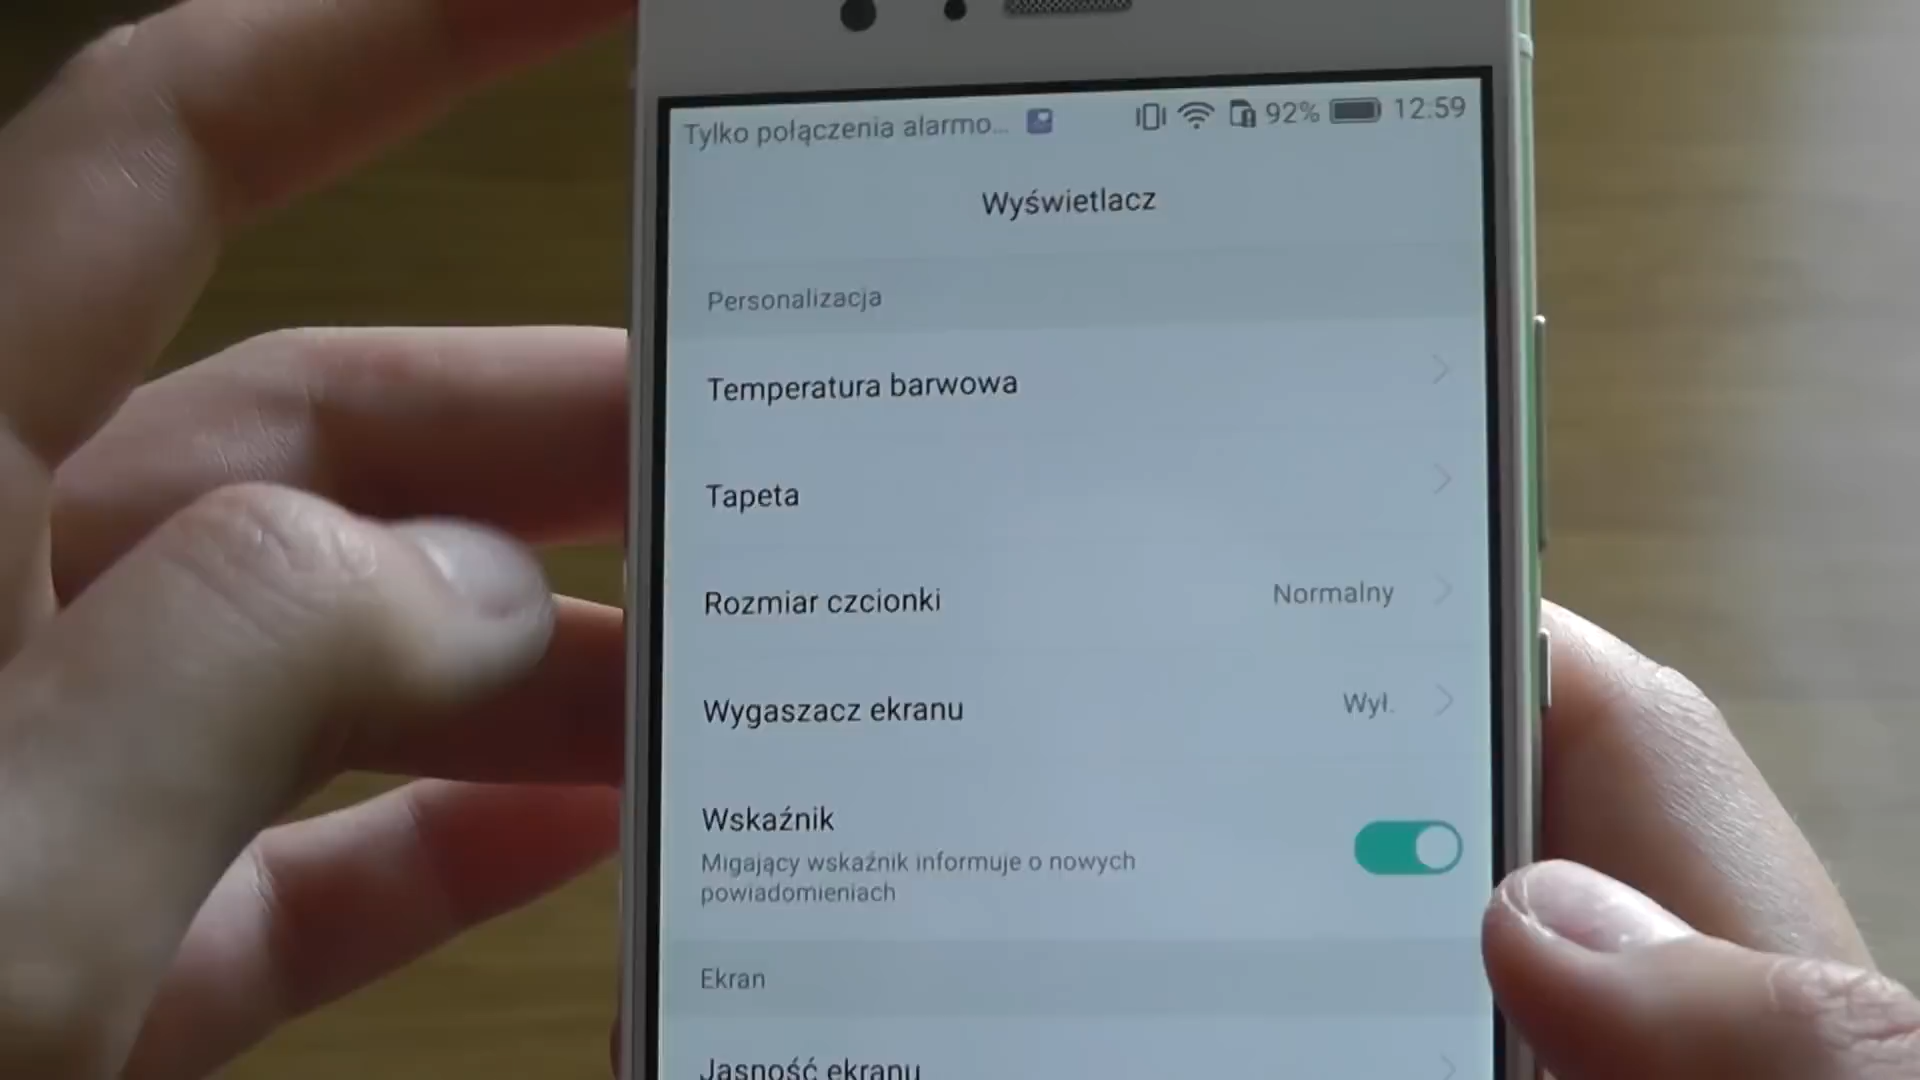 Tylko połączenia alarmo... 92% 12:59
Wyświetlacz
Personalizacja
Temperatura barwowa
Tapeta
Rozmiar czcionki Normalny
Wygaszacz ekranu Wył.
Wskaźnik
Migający wskaźnik informuje o nowych
powiadomieniach
Ekran
Jasność ekranu